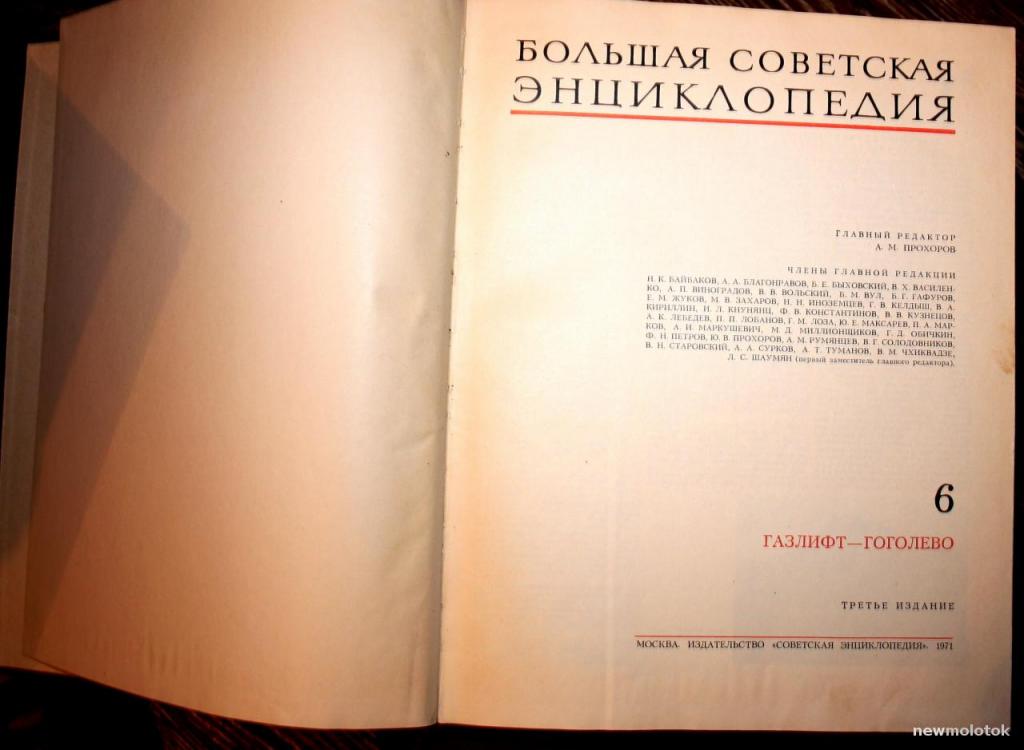 БОЛЬШАЯ СОВЕТСКАЯ
ЭНЦИКЛОПЕДИЯ
ГЛАВНЫЙ РЕДАКТОР
А. М. ПРОХОРОВ
ЧЛЕНЫ ГЛАВНОЙ РЕДАКЦИИ
Н. К. БАЙБАКОВ, А. А. БЛАГОНРАВОВ, Б. Е. БЫХОВСКИЙ, В. Х. ВАСИЛЕН-
КО, А. П. ВИНОГРАДОВ, В. В. ВОЛЬСКИЙ, Б. М. ВУЛ, Б. Г. ГАФУРОВ,
Е. М. ЖУКОВ, М. В. ЗАХАРОВ, Н. Н. ИНОЗЕМЦЕВ, Г. В. КЕЛДЫШ, В. А.
КИРИЛЛИН, И. Л. КНУНЯНЦ, Ф. В. КОНСТАНТИНОВ, В. В. КУЗНЕЦОВ,
А. К. ЛЕБЕДЕВ, П. П. ЛОБАНОВ, Г. М. ЛОЗА, Ю. Е. МАКСАРЕВ, П. А. МАР-
КОВ, А. И. МАРКУШЕВИЧ, М. Д. МИЛЛИОНЩИКОВ, Г. Д. ОБИЧКИН,
Ф. Н. ПЕТРОВ, Ю. В. ПРОХОРОВ, А. М. РУМЯНЦЕВ, В. Г. СОЛОДОВНИКОВ,
В. Н. СТАРОВСКИЙ, А. А. СУРКОВ, А. Т. ТУМАНОВ, В. М. ЧХИКВАДЗЕ,
Л. С. ШАУМЯН (первый заместитель главного редактора).
6
ГАЗЛИФТ—ГОГОЛЕВО
ТРЕТЬЕ ИЗДАНИЕ
МОСКВА. ИЗДАТЕЛЬСТВО «СОВЕТСКАЯ ЭНЦИКЛОПЕДИЯ». 1971
newmolotok